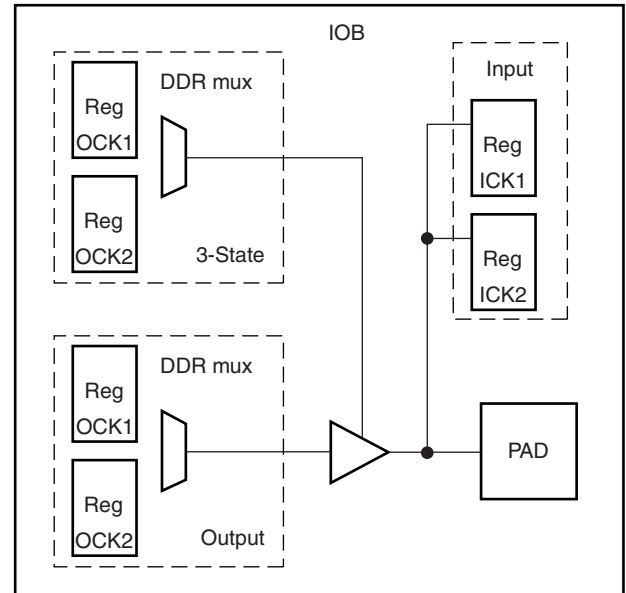 IOB
DDR mux
Reg
OCK1
Reg
OCK2
3-State
Input
Reg
ICK1
Reg
ICK2
DDR mux
Reg
OCK1
Reg
OCK2
Output
PAD